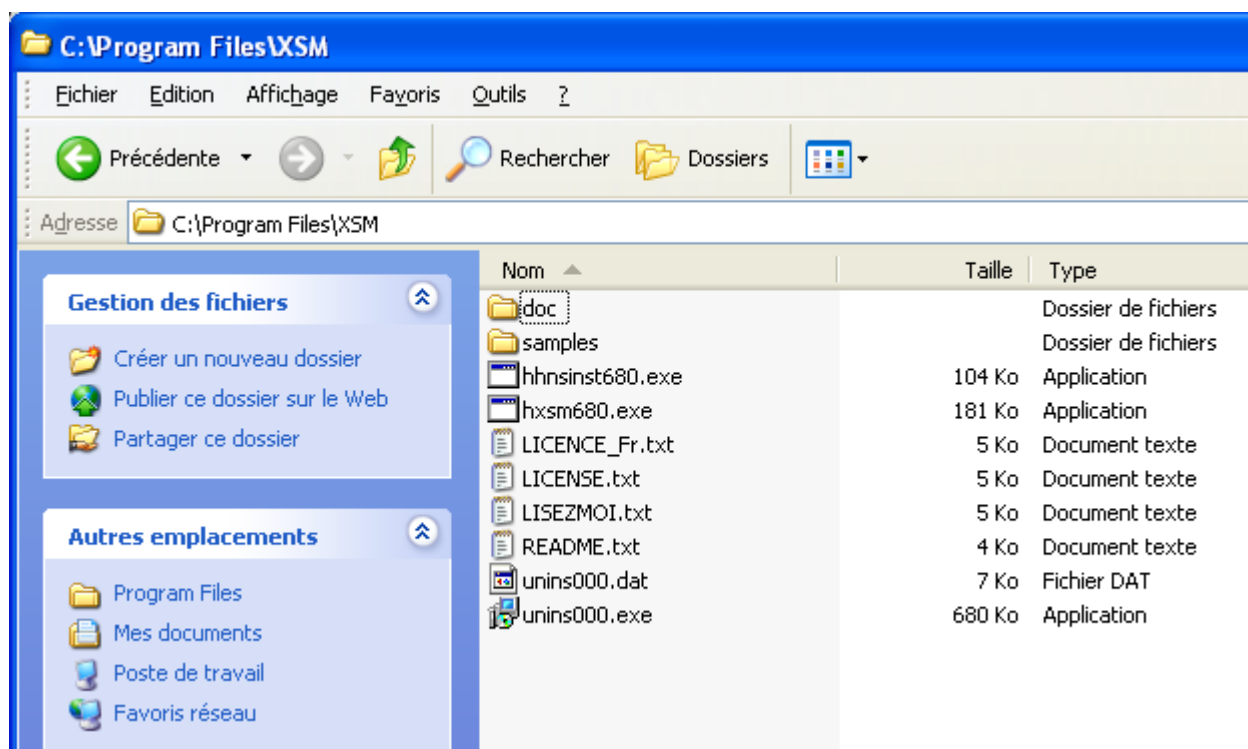 C:\Program Files\XSM
Fichier Edition Affichage Favoris Outils ?
Précédente Rechercher Dossiers
Adresse C:\Program Files\XSM
Nom Taille Type
Gestion des fichiers
Créer un nouveau dossier
Publier ce dossier sur le Web
Partager ce dossier
Autres emplacements
Program Files
Mes documents
Poste de travail
Favoris réseau
doc Dossier de fichiers
samples Dossier de fichiers
hhnsinst680.exe 104 Ko Application
hxsm680.exe 181 Ko Application
LICENCE_Fr.txt 5 Ko Document texte
LICENSE.txt 5 Ko Document texte
LISEZMOI.txt 5 Ko Document texte
README.txt 4 Ko Document texte
unins000.dat 7 Ko Fichier DAT
unins000.exe 680 Ko Application